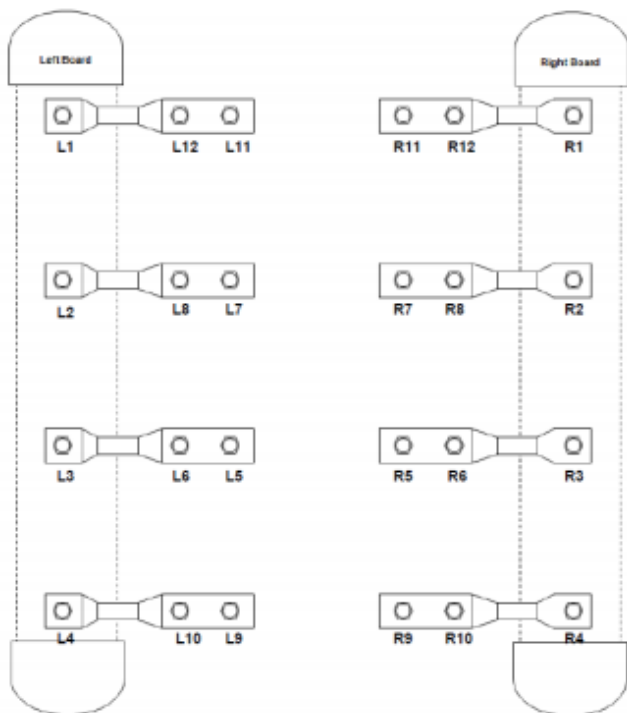 Left Board Right Board
L1 L12 L11 R11 R12 R1
L2 L8 L7 R7 R8 R2
L3 L6 L5 R5 R6 R3
L4 L10 L9 R9 R10 R4